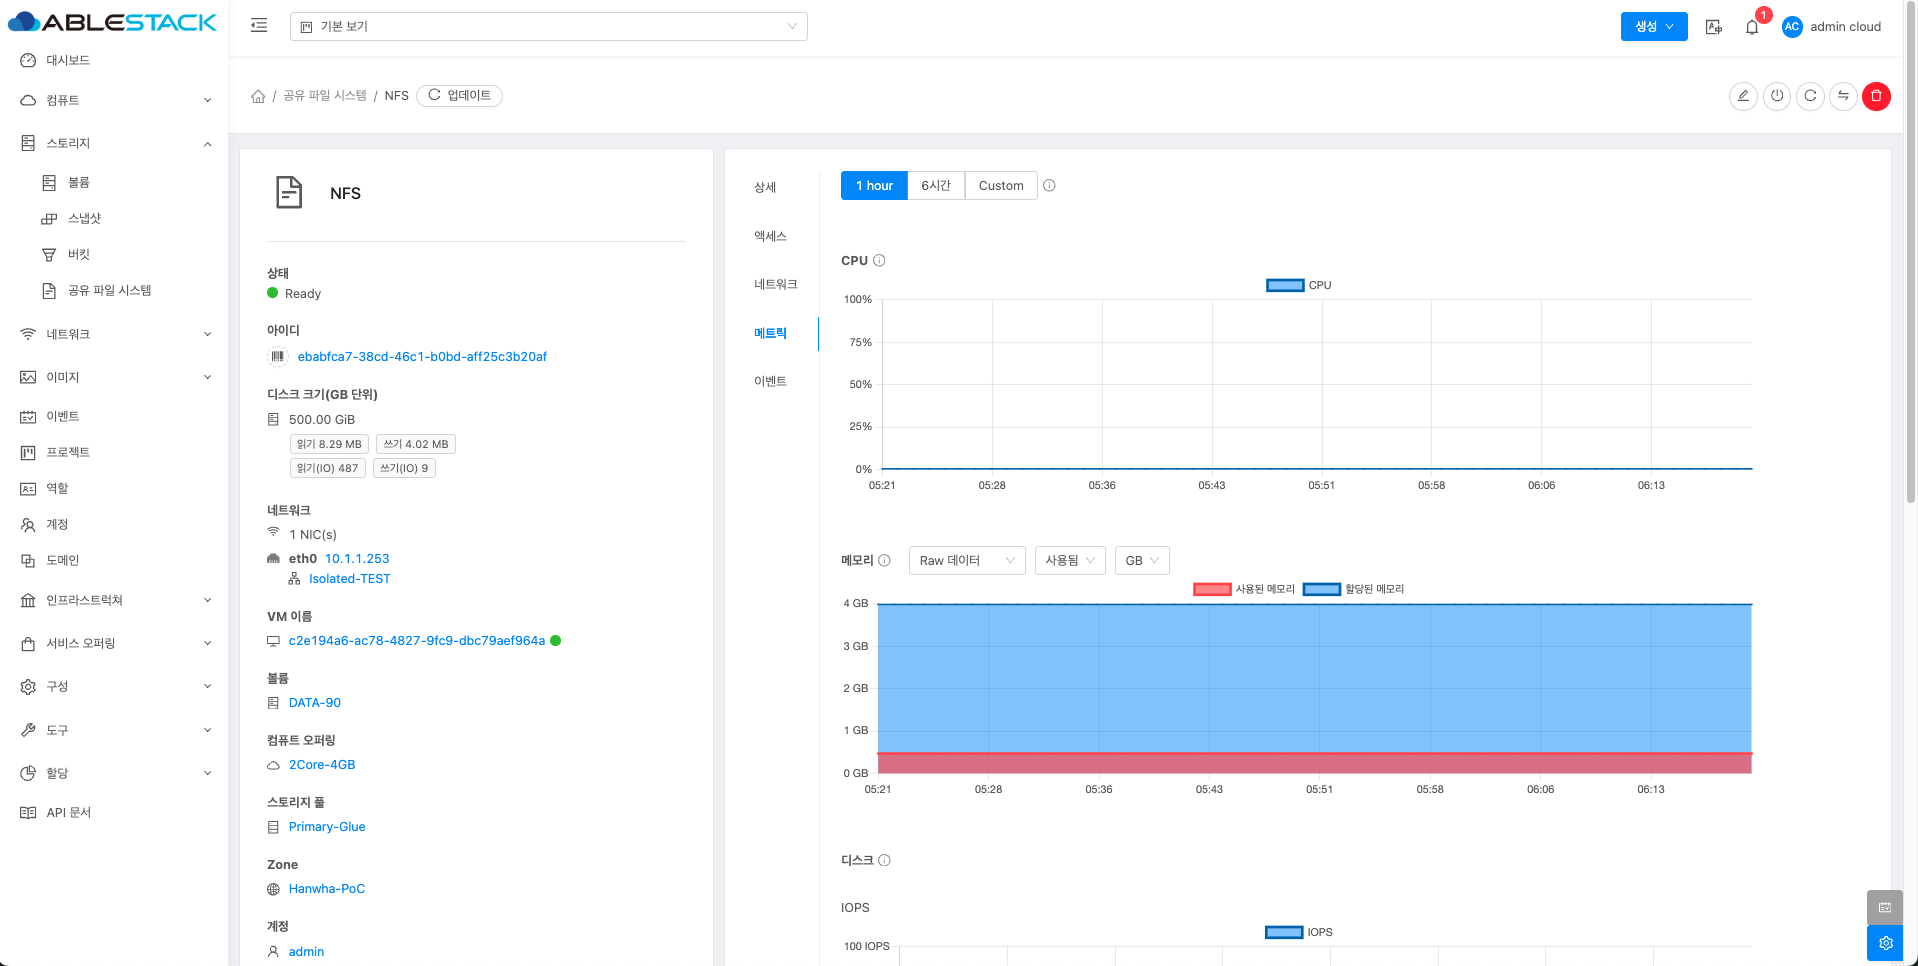 ABLESTACK
기본 보기
생성
1
AC
admin cloud
대시보드
컴퓨트
스토리지
볼륨
스냅샷
버킷
공유 파일 시스템
네트워크
이미지
이벤트
프로젝트
역할
계정
도메인
인프라스트럭쳐
서비스 오퍼링
구성
도구
할당
API 문서
/ 공유 파일 시스템 / NFS
업데이트
NFS
상태
Ready
아이디
ebabfca7-38cd-46c1-b0bd-aff25c3b20af
디스크 크기(GB 단위)
500.00 GiB
읽기 8.29 MB 쓰기 4.02 MB
읽기(IO) 487 쓰기(IO) 9
네트워크
1 NIC(s)
eth0 10.1.1.253
Isolated-TEST
VM 이름
c2e194a6-ac78-4827-9fc9-dbc79aef964a
볼륨
DATA-90
컴퓨트 오퍼링
2Core-4GB
스토리지 풀
Primary-Glue
Zone
Hanwha-PoC
계정
admin
상세
액세스
네트워크
메트릭
이벤트
1 hour 6시간 Custom
CPU
CPU
100%
75%
50%
25%
0%
05:21 05:28 05:36 05:43 05:51 05:58 06:06 06:13
메모리 Raw 데이터 사용됨 GB
사용된 메모리 할당된 메모리
4 GB
3 GB
2 GB
1 GB
0 GB
05:21 05:28 05:36 05:43 05:51 05:58 06:06 06:13
디스크
IOPS
IOPS
100 IOPS